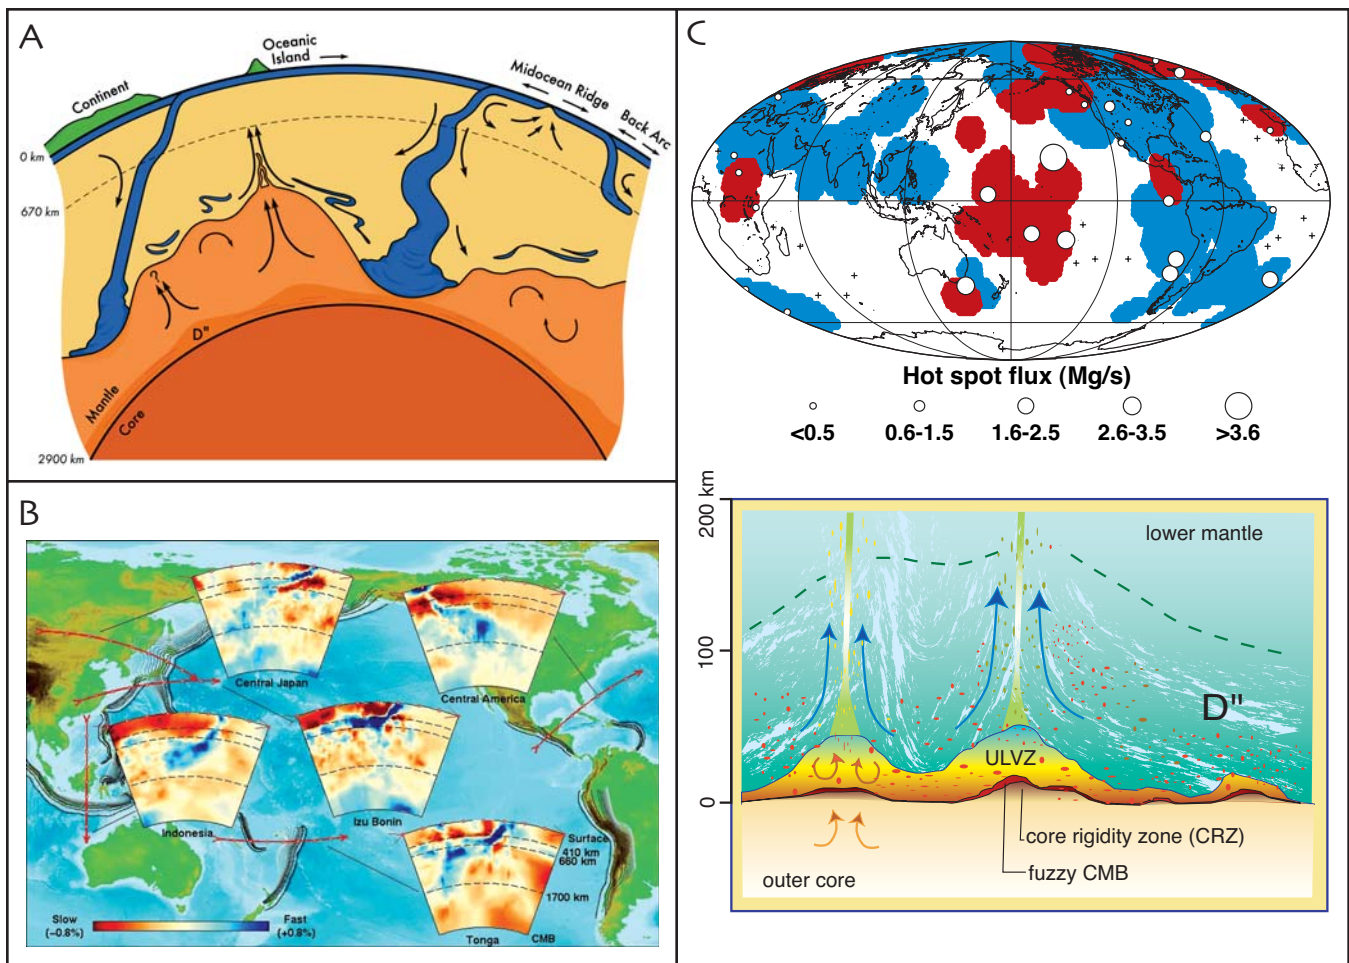 A
Continent
Oceanic
Island
Midocean Ridge
Back Arc
0 km
670 km
?
D"
Mantle
Core
2900 km
B
Central Japan
Central America
Indonesia
Izu Bonin
Surface
410 km
660 km
1700 km
Slow
(−0.8%)
Fast
(+0.8%)
Tonga
CMB
C
Hot spot flux (Mg/s)
<0.5
0.6-1.5
1.6-2.5
2.6-3.5
>3.6
200 km
100
0
lower mantle
D"
ULVZ
core rigidity zone (CRZ)
fuzzy CMB
outer core